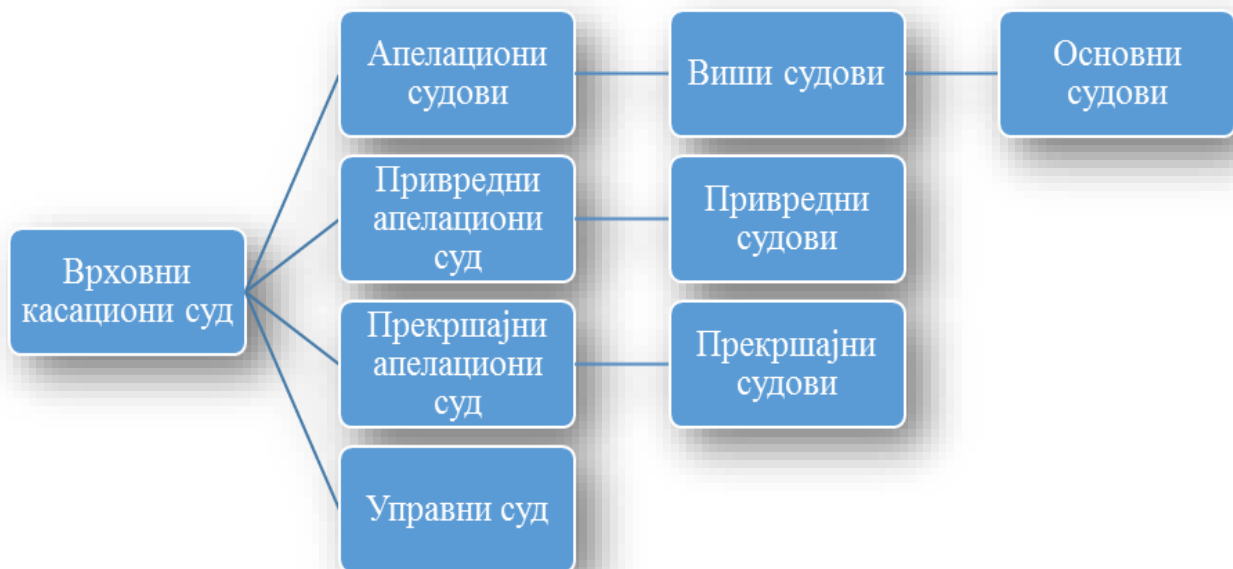 Апелациони
судови
Виши судови
Основни
судови
Привредни
апелациони
суд
Привредни
судови
Врховни
касациони суд
Прекршајни
апелациони
суд
Прекршајни
судови
Управни суд